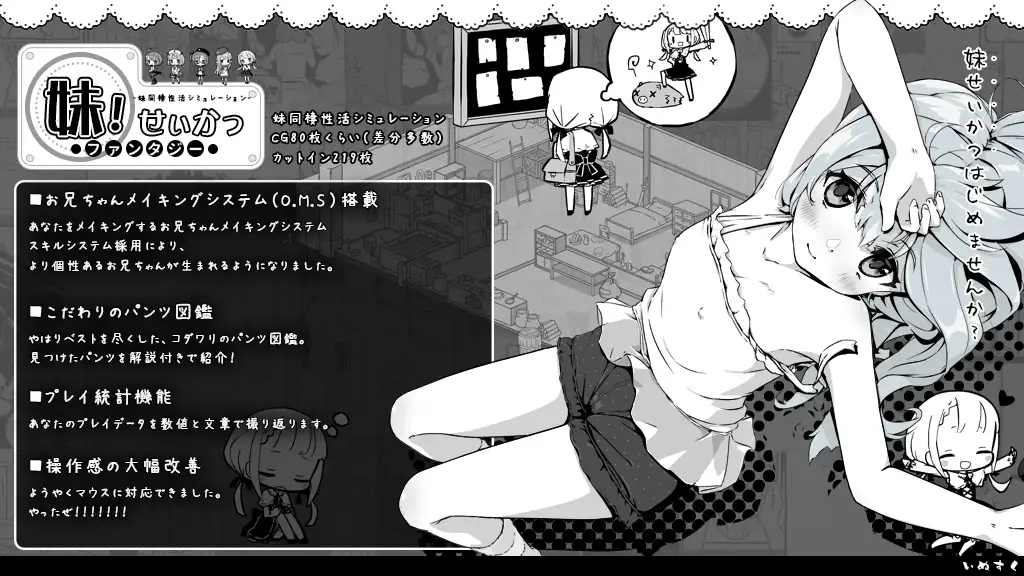 妹!せいかつ
~妹同棲性活シミュレーション~
●ファンタジー●
妹同棲性活シミュレーション
CG80枚くらい(差分多数)
カットイン217枚
■お兄ちゃんメイキングシステム(O.M.S)搭載
あなたをメイキングするお兄ちゃんメイキングシステム
スキルシステム採用により、
より個性あるお兄ちゃんが生まれるようになりました。
■こだわりのパンツ図鑑
やはりベストを尽くした、コダワリのパンツ図鑑。
見つけたパンツを解説付きで紹介!
■プレイ統計機能
あなたのプレイデータを数値と文章で振り返ります。
■操作感の大幅改善
ようやくマウスに対応できました。
やったぜ!!!!!!!
妹せいかつはじめませんか?
いぬすく